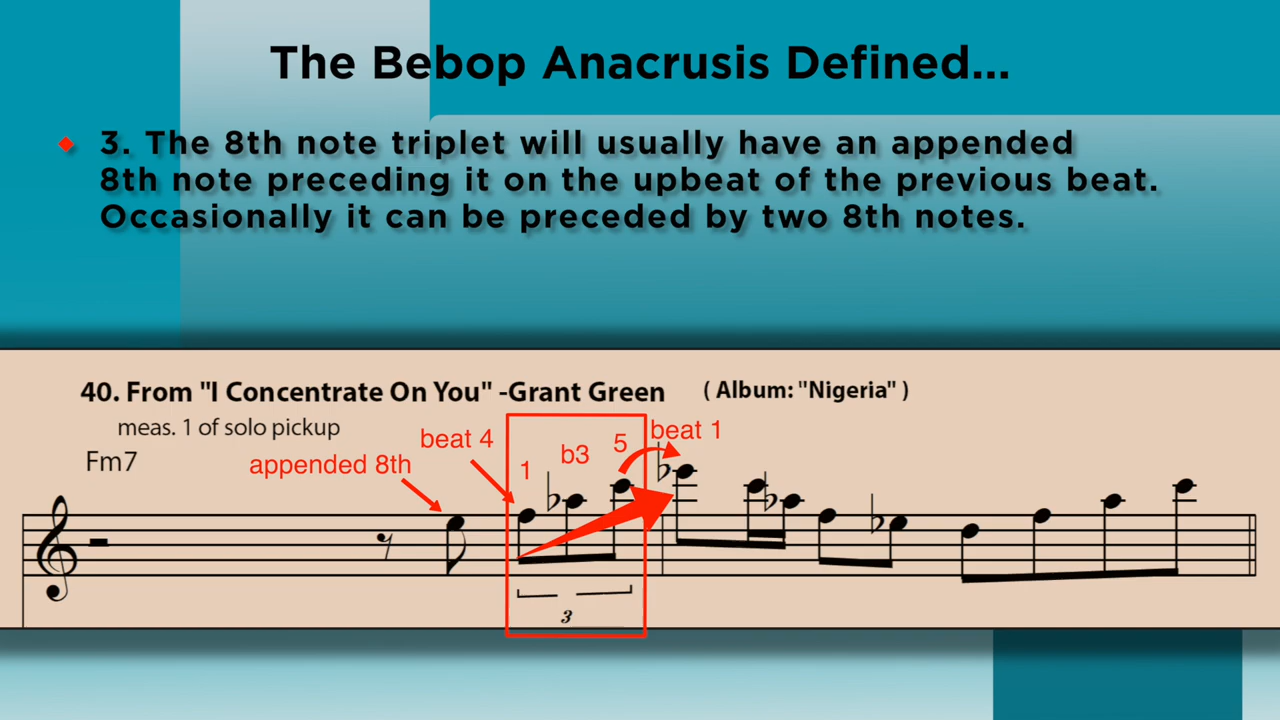 The Bebop Anacrusis Defined...
3. The 8th note triplet will usually have an appended
8th note preceding it on the upbeat of the previous beat.
Occasionally it can be preceded by two 8th notes.
40. From "I Concentrate On You" -Grant Green ( Album: "Nigeria" )
meas. 1 of solo pickup
Fm7
appended 8th
beat 4
1 b3 5
beat 1
3